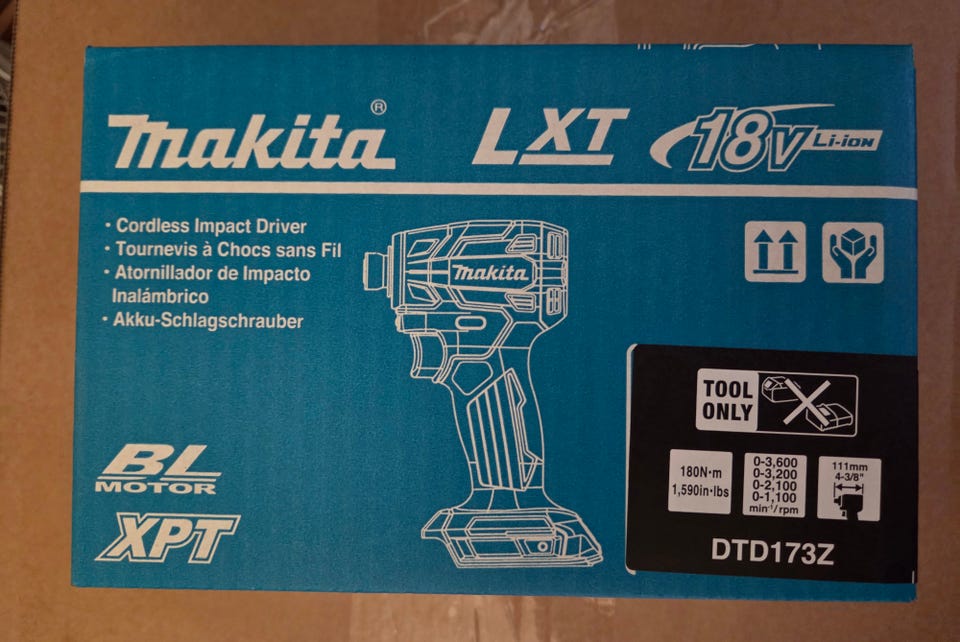 makita®
LXT
18V Li-ion
· Cordless Impact Driver
· Tournevis à Chocs sans Fil
· Atornillador de Impacto
Inalámbrico
· Akku-Schlagschrauber
makita
BL
MOTOR
XPT
TOOL
ONLY
180N·m
1,590in·lbs
0-3,600
0-3,200
0-2,100
0-1,100
min⁻¹/rpm
111mm
4-3/8"
DTD173Z